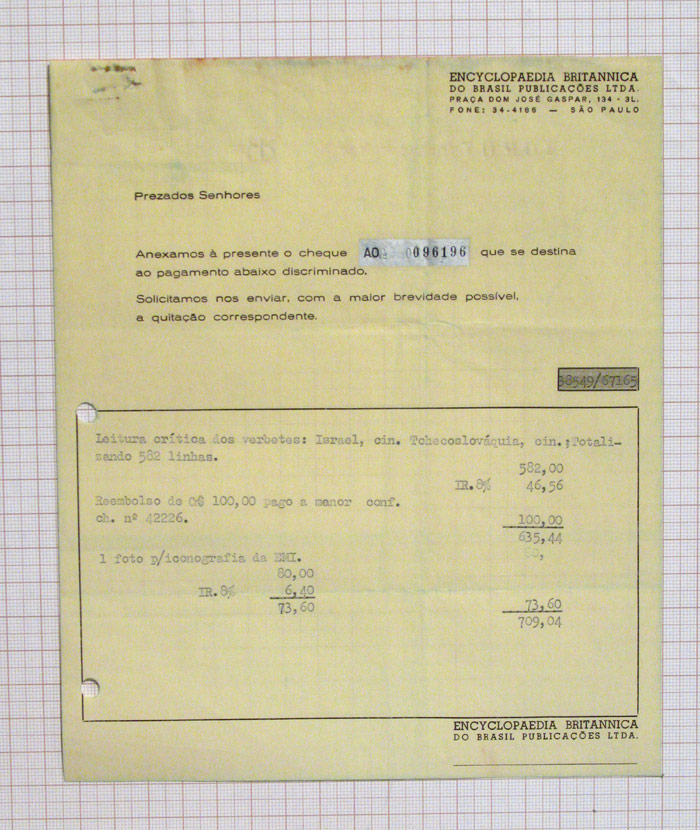 ENCYCLOPAEDIA BRITANNICA
DO BRASIL PUBLICAÇÕES LTDA.
PRAÇA DOM JOSÉ GASPAR, 134 - 3L.
FONE: 34-4186 — SÃO PAULO
Prezados Senhores
Anexamos à presente o cheque AO 0096196 que se destina
ao pagamento abaixo discriminado.
Solicitamos nos enviar, com a maior brevidade possível,
a quitação correspondente.
58549/67165
Leitura crítica dos verbetes: Israel, cin. Tchecoslováquia, cin.;Totali-
sando 582 linhas.
582,00
IR.8% 46,56
Reembolso de Cr$ 100,00 pago a menor conf.
ch. nº 42226. 100,00
635,44
1 foto p/iconografia da EMI.
80,00
IR.8% 6,40
73,60 73,60
709,04
ENCYCLOPAEDIA BRITANNICA
DO BRASIL PUBLICAÇÕES LTDA.